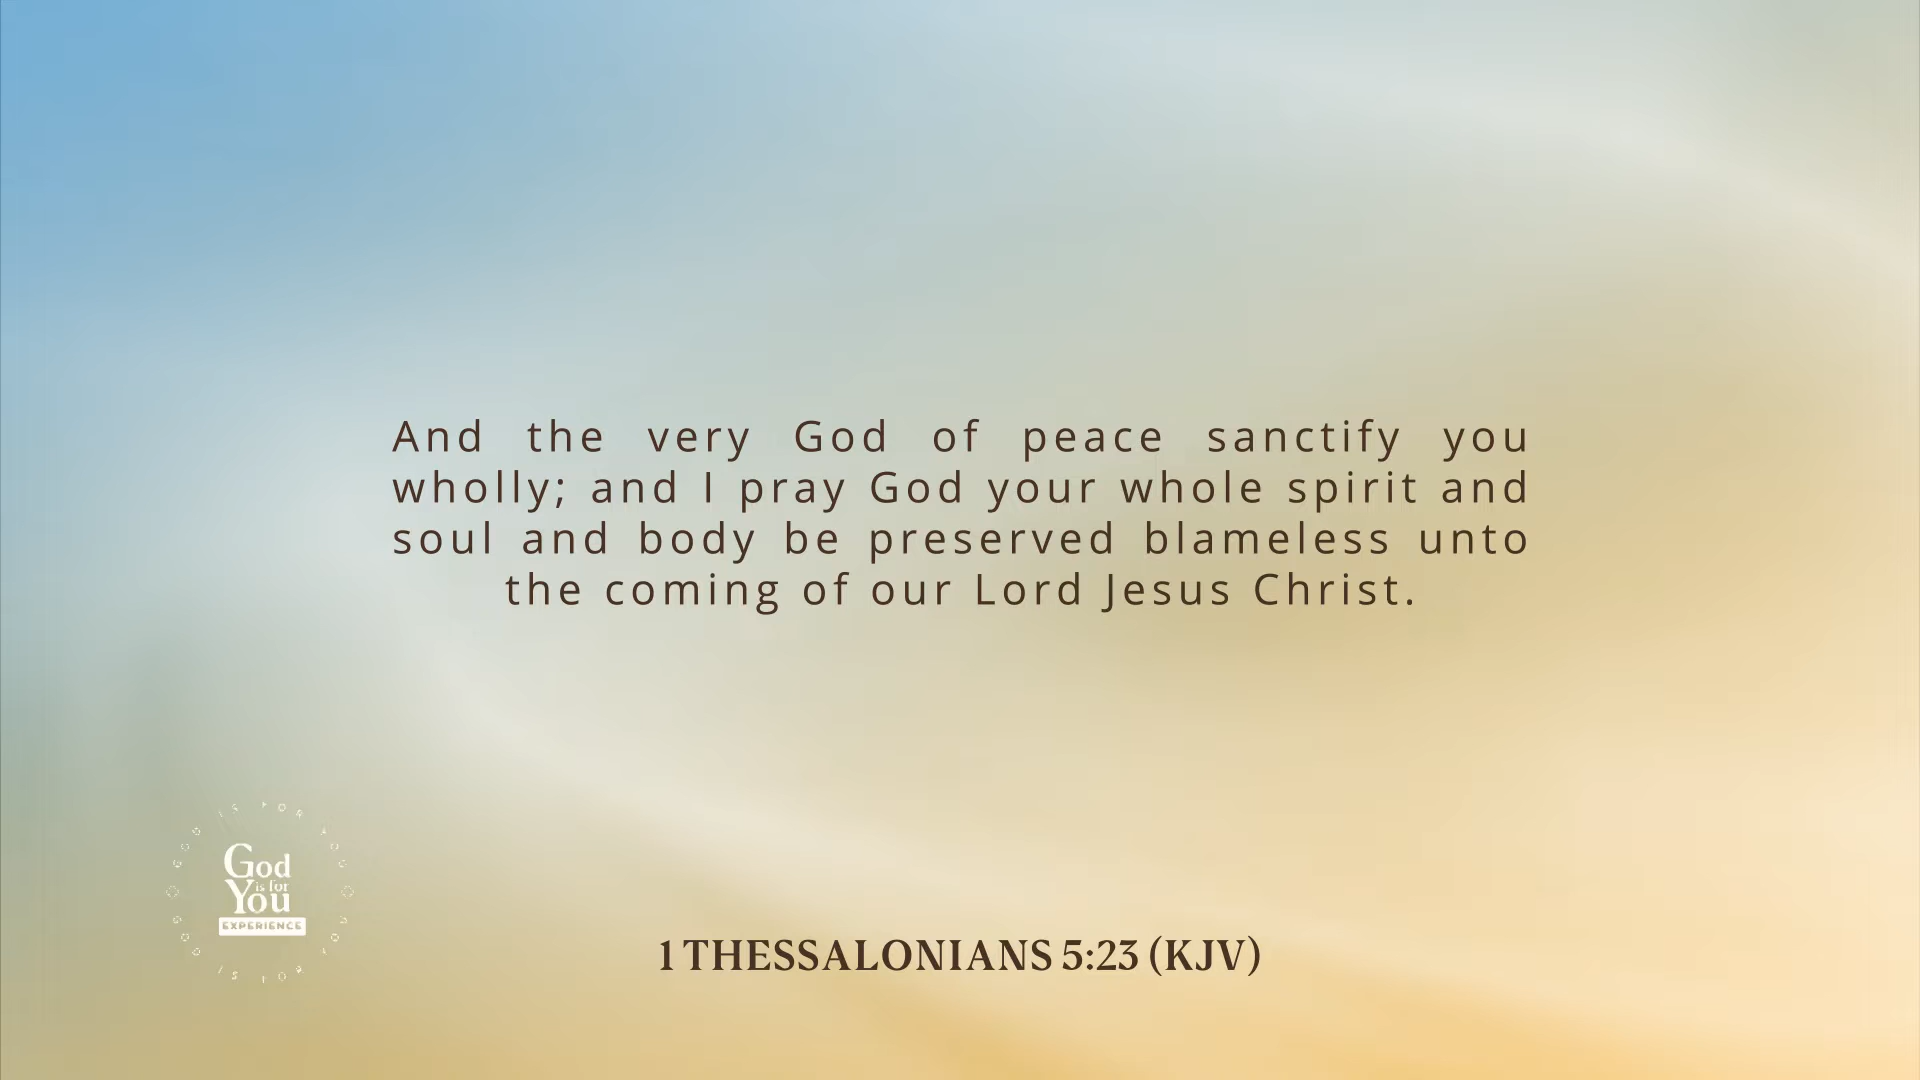 And the very God of peace sanctify you
wholly; and I pray God your whole spirit and
soul and body be preserved blameless unto
the coming of our Lord Jesus Christ.
God
is for
You
EXPERIENCE
1 THESSALONIANS 5:23 (KJV)